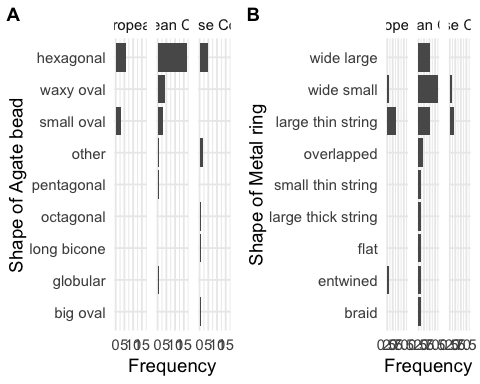 A
B
hexagonal
waxy oval
small oval
other
pentagonal
octagonal
long bicone
globular
big oval
Shape of Agate bead
Frequency
wide large
wide small
large thin string
overlapped
small thin string
large thick string
flat
entwined
braid
Shape of Metal ring
Frequency